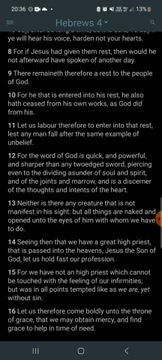 20:36
31%
Hebrews 4
ye will hear his voice, harden not your hearts.
8 For if Jesus had given them rest, then would he
not afterward have spoken of another day.
9 There remaineth therefore a rest to the people
of God.
10 For he that is entered into his rest, he also
hath ceased from his own works, as God did
from his.
11 Let us labour therefore to enter into that rest,
lest any man fall after the same example of
unbelief.
12 For the word of God is quick, and powerful,
and sharper than any twoedged sword, piercing
even to the dividing asunder of soul and spirit,
and of the joints and marrow, and is a discerner
of the thoughts and intents of the heart.
13 Neither is there any creature that is not
manifest in his sight: but all things are naked and
opened unto the eyes of him with whom we have
to do.
14 Seeing then that we have a great high priest,
that is passed into the heavens, Jesus the Son of
God, let us hold fast our profession.
15 For we have not an high priest which cannot
be touched with the feeling of our infirmities;
but was in all points tempted like as we are, yet
without sin.
16 Let us therefore come boldly unto the throne
of grace, that we may obtain mercy, and find
grace to help in time of need.